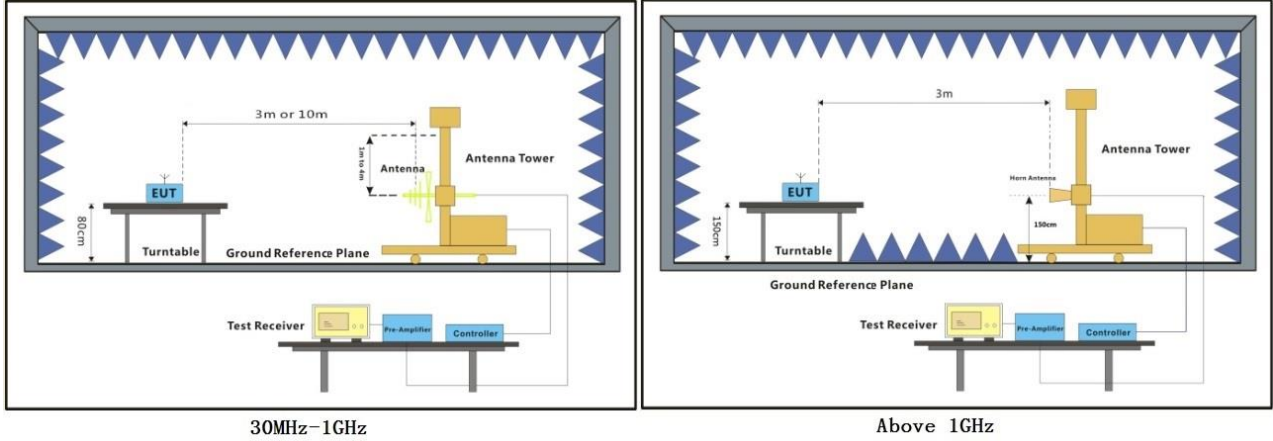 3m or 10m
1m to 4m
Antenna
Antenna Tower
EUT
80cm
Turntable
Ground Reference Plane
Test Receiver
Pre-Amplifier
Controller
30MHz-1GHz
3m
Antenna Tower
Horn Antenna
EUT
150cm
150cm
Turntable
Ground Reference Plane
Test Receiver
Pre-Amplifier
Controller
Above 1GHz